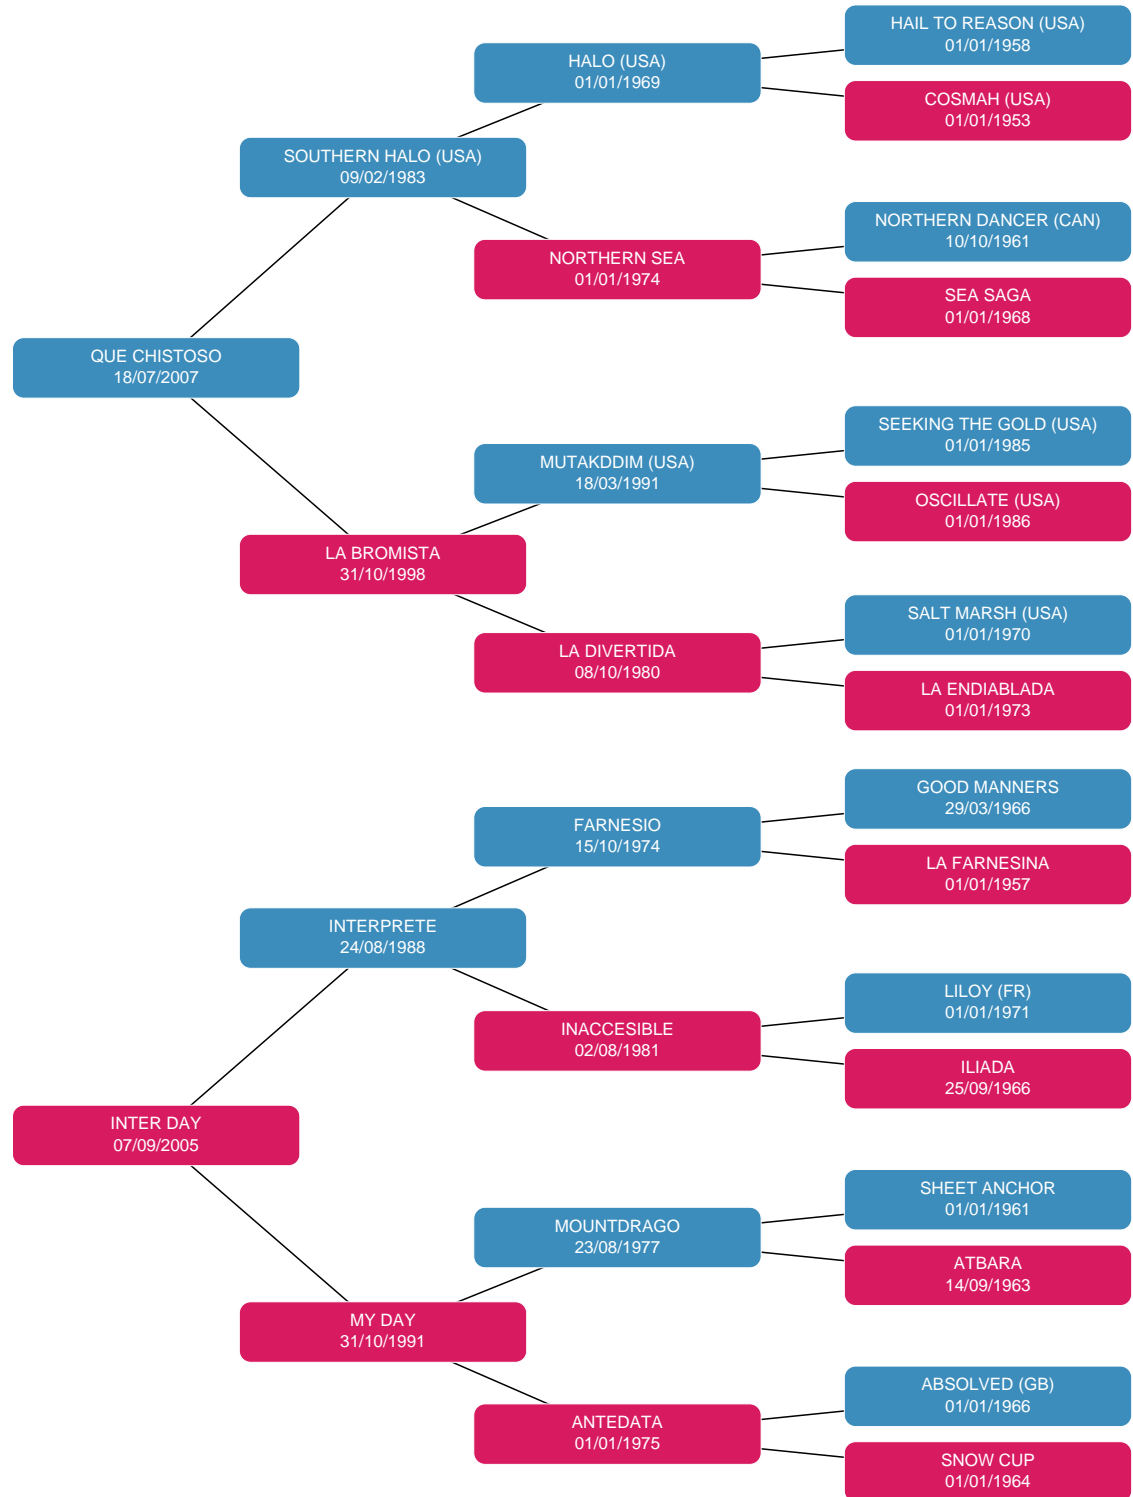 HAIL TO REASON (USA)
01/01/1958
HALO (USA)
01/01/1969
COSMAH (USA)
01/01/1953
SOUTHERN HALO (USA)
09/02/1983
NORTHERN DANCER (CAN)
10/10/1961
NORTHERN SEA
01/01/1974
SEA SAGA
01/01/1968
QUE CHISTOSO
18/07/2007
SEEKING THE GOLD (USA)
01/01/1985
MUTAKDDIM (USA)
18/03/1991
OSCILLATE (USA)
01/01/1986
LA BROMISTA
31/10/1998
SALT MARSH (USA)
01/01/1970
LA DIVERTIDA
08/10/1980
LA ENDIABLADA
01/01/1973
GOOD MANNERS
29/03/1966
FARNESIO
15/10/1974
LA FARNESINA
01/01/1957
INTERPRETE
24/08/1988
LILOY (FR)
01/01/1971
INACCESIBLE
02/08/1981
ILIADA
25/09/1966
INTER DAY
07/09/2005
SHEET ANCHOR
01/01/1961
MOUNTDRAGO
23/08/1977
ATBARA
14/09/1963
MY DAY
31/10/1991
ABSOLVED (GB)
01/01/1966
ANTEDATA
01/01/1975
SNOW CUP
01/01/1964